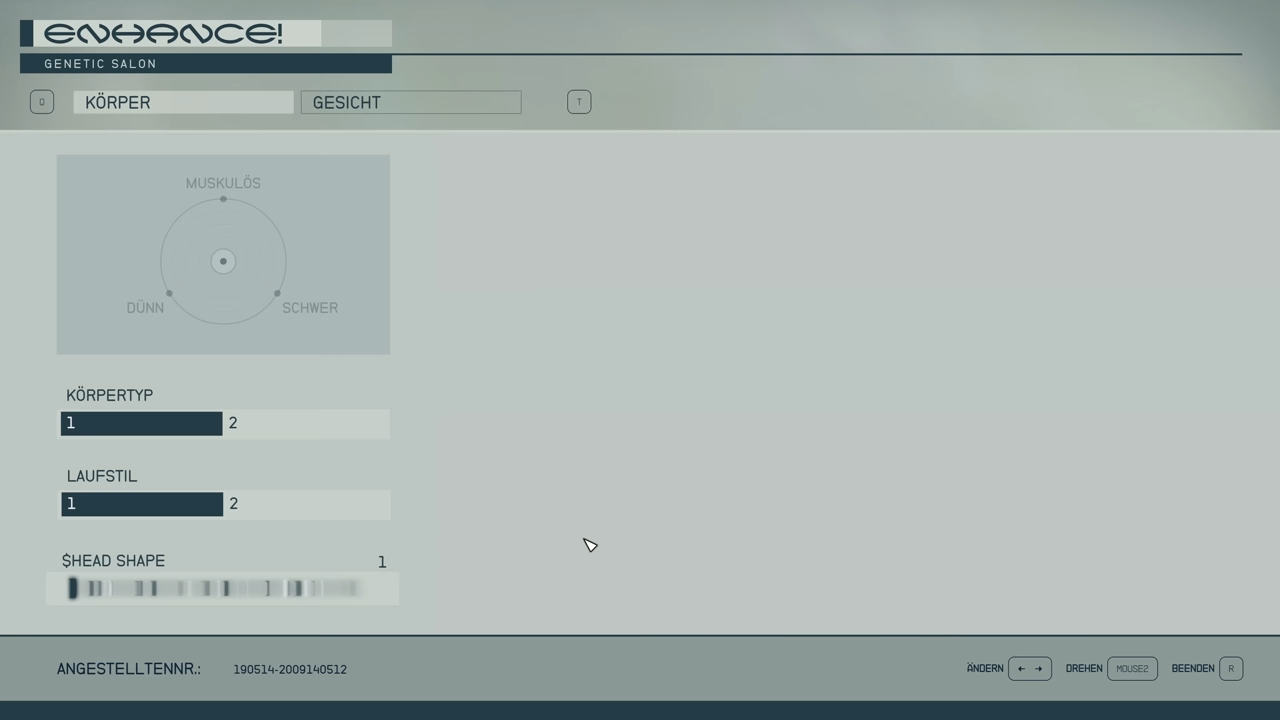 ENHANCE!
GENETIC SALON
Q KÖRPER GESICHT T
MUSKULÖS
DÜNN SCHWER
KÖRPERTYP
1 2
LAUFSTIL
1 2
$HEAD SHAPE 1
ANGESTELLTENNR.: 190514-2009140512 ÄNDERN ← → DREHEN MOUSE2 BEENDEN R